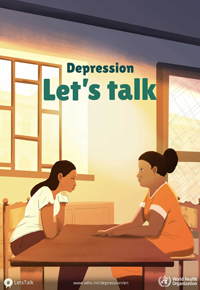 Depression
Let's talk
LetsTalk
www.who.int/depression/en
World Health
Organization